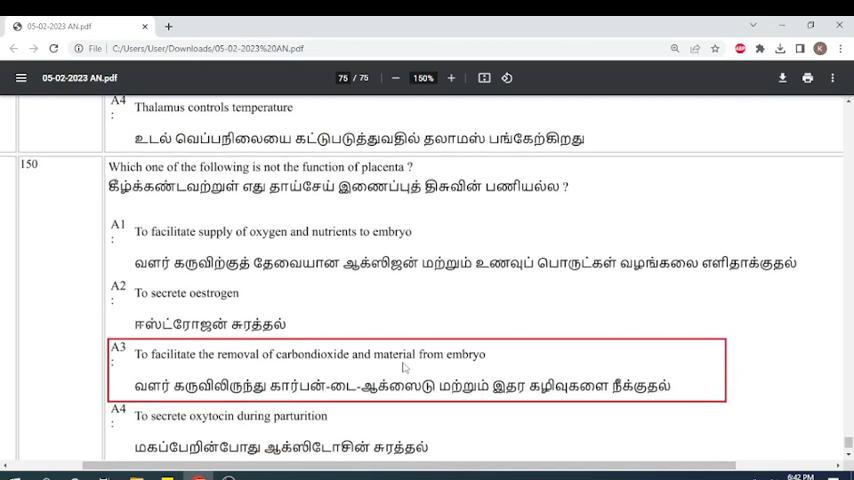 05-02-2023 AN.pdf
File
C:/Users/User/Downloads/05-02-2023%20AN.pdf
ABP
K
05-02-2023 AN.pdf
75 / 75
150%
A4
:
Thalamus controls temperature
உடல் வெப்பநிலையை கட்டுபடுத்துவதில் தலாமஸ் பங்கேற்கிறது
150
Which one of the following is not the function of placenta ?
கீழ்க்கண்டவற்றுள் எது தாய்சேய் இணைப்புத் திசுவின் பணியல்ல ?
A1
:
To facilitate supply of oxygen and nutrients to embryo
வளர் கருவிற்குத் தேவையான ஆக்ஸிஜன் மற்றும் உணவுப் பொருட்கள் வழங்கலை எளிதாக்குதல்
A2
:
To secrete oestrogen
ஈஸ்ட்ரோஜன் சுரத்தல்
A3
:
To facilitate the removal of carbondioxide and material from embryo
வளர் கருவிலிருந்து கார்பன்-டை-ஆக்ஸைடு மற்றும் இதர கழிவுகளை நீக்குதல்
A4
:
To secrete oxytocin during parturition
மகப்பேறின்போது ஆக்ஸிடோசின் சுரத்தல்
6:42 PM